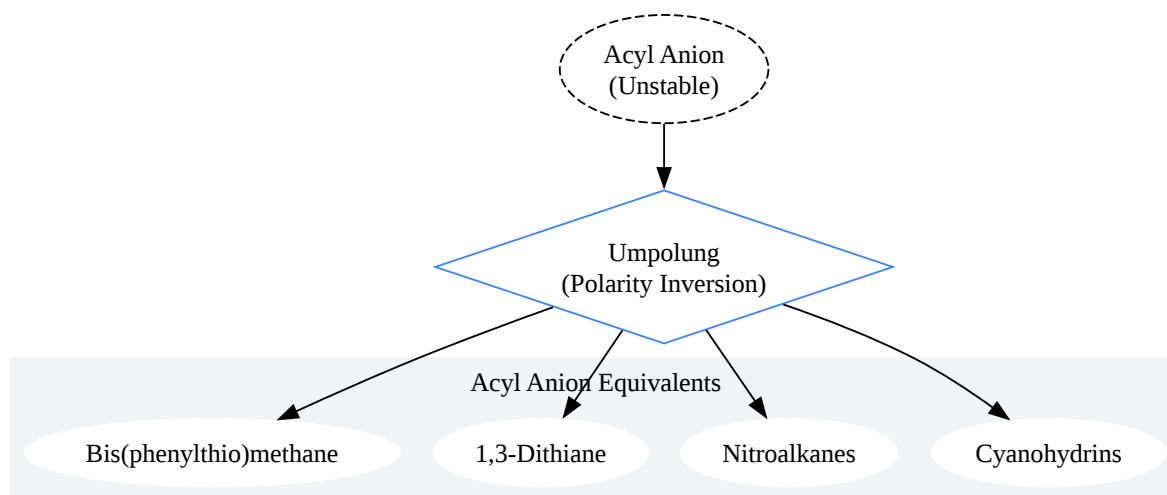 Acyl Anion
(Unstable)
Umpolung
(Polarity Inversion)
Acyl Anion Equivalents
Bis(phenylthio)methane
1,3-Dithiane
Nitroalkanes
Cyanohydrins